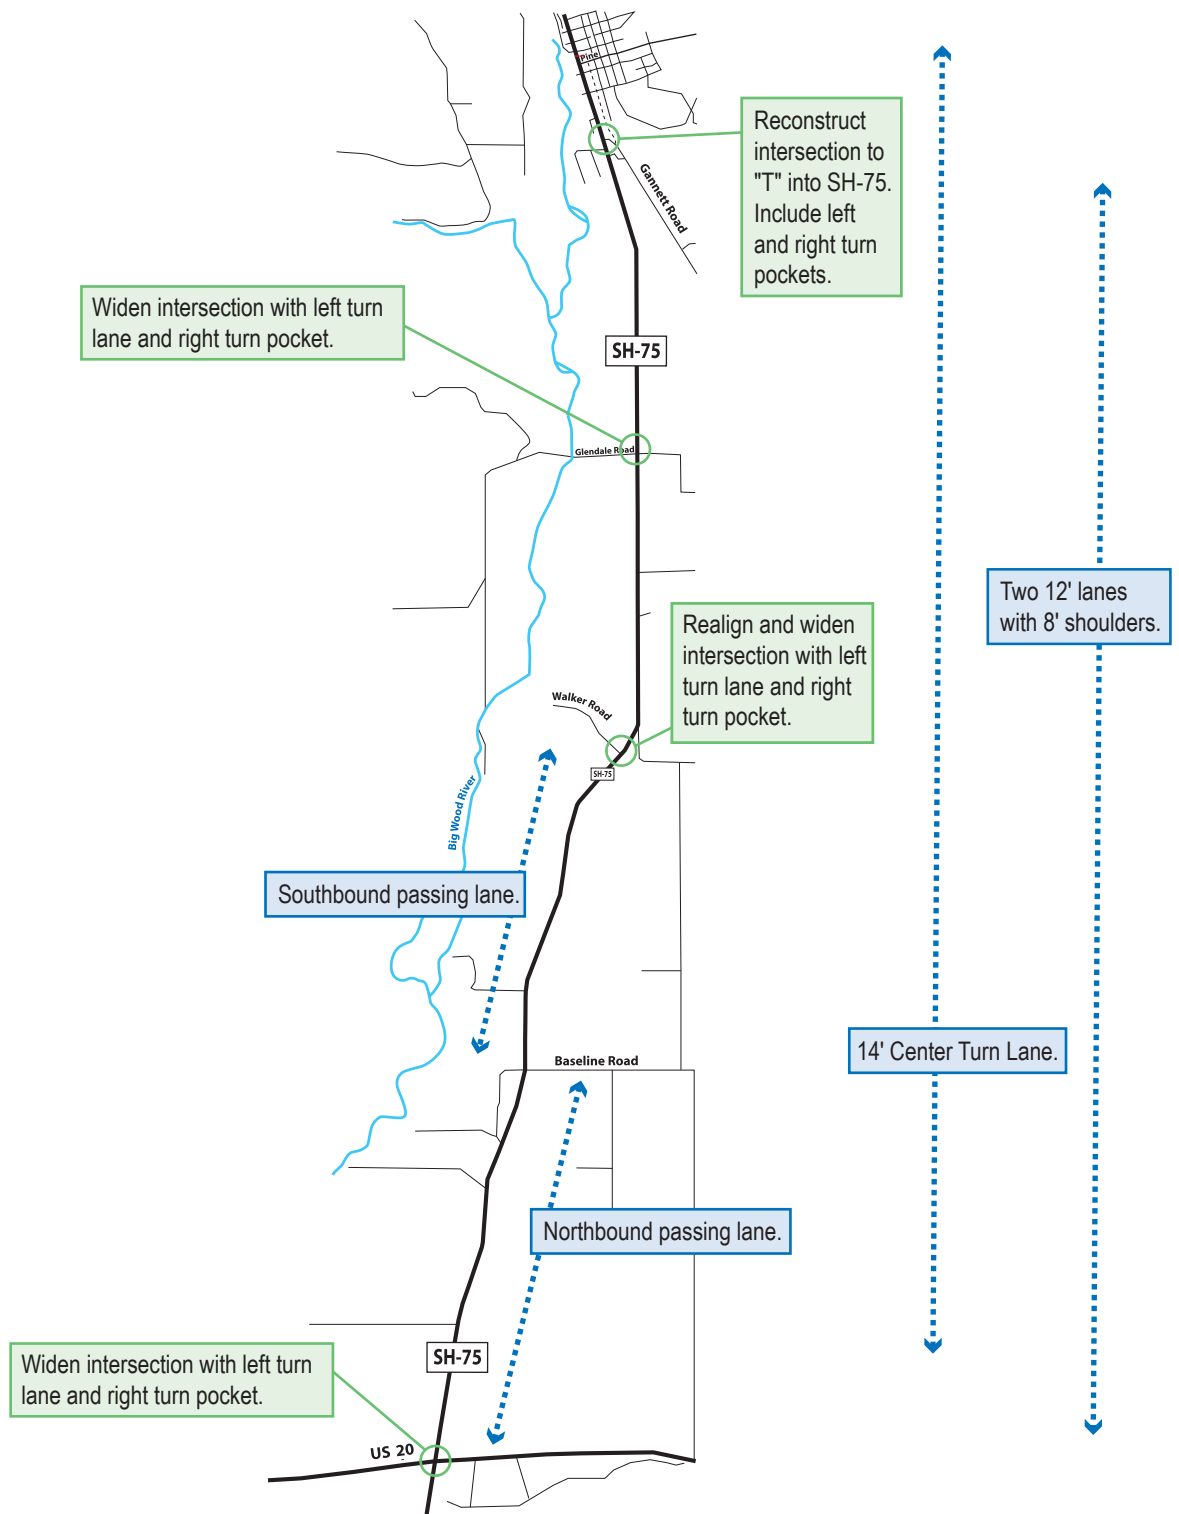 Pine
Reconstruct
intersection to
"T" into SH-75.
Include left
and right turn
pockets.
Gannett Road
Widen intersection with left turn
lane and right turn pocket.
SH-75
Glendale Road
Two 12' lanes
with 8' shoulders.
Realign and widen
intersection with left
turn lane and right
turn pocket.
Walker Road
SH-75
Big Wood River
Southbound passing lane.
14' Center Turn Lane.
Baseline Road
Northbound passing lane.
SH-75
Widen intersection with left turn
lane and right turn pocket.
US 20